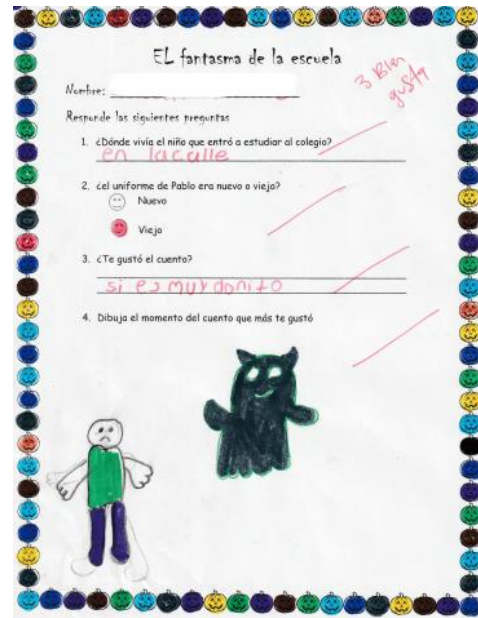 EL fantasma de la escuela
3 Bien
gusta
Nombre:
Responde las siguientes preguntas
1. ¿Dónde vivía el niño que entró a estudiar al colegio?
en lacalle
2. ¿el uniforme de Pablo era nuevo o viejo?
Nuevo
Viejo
3. ¿Te gustó el cuento?
si es muy donito
4. Dibuja el momento del cuento que más te gustó